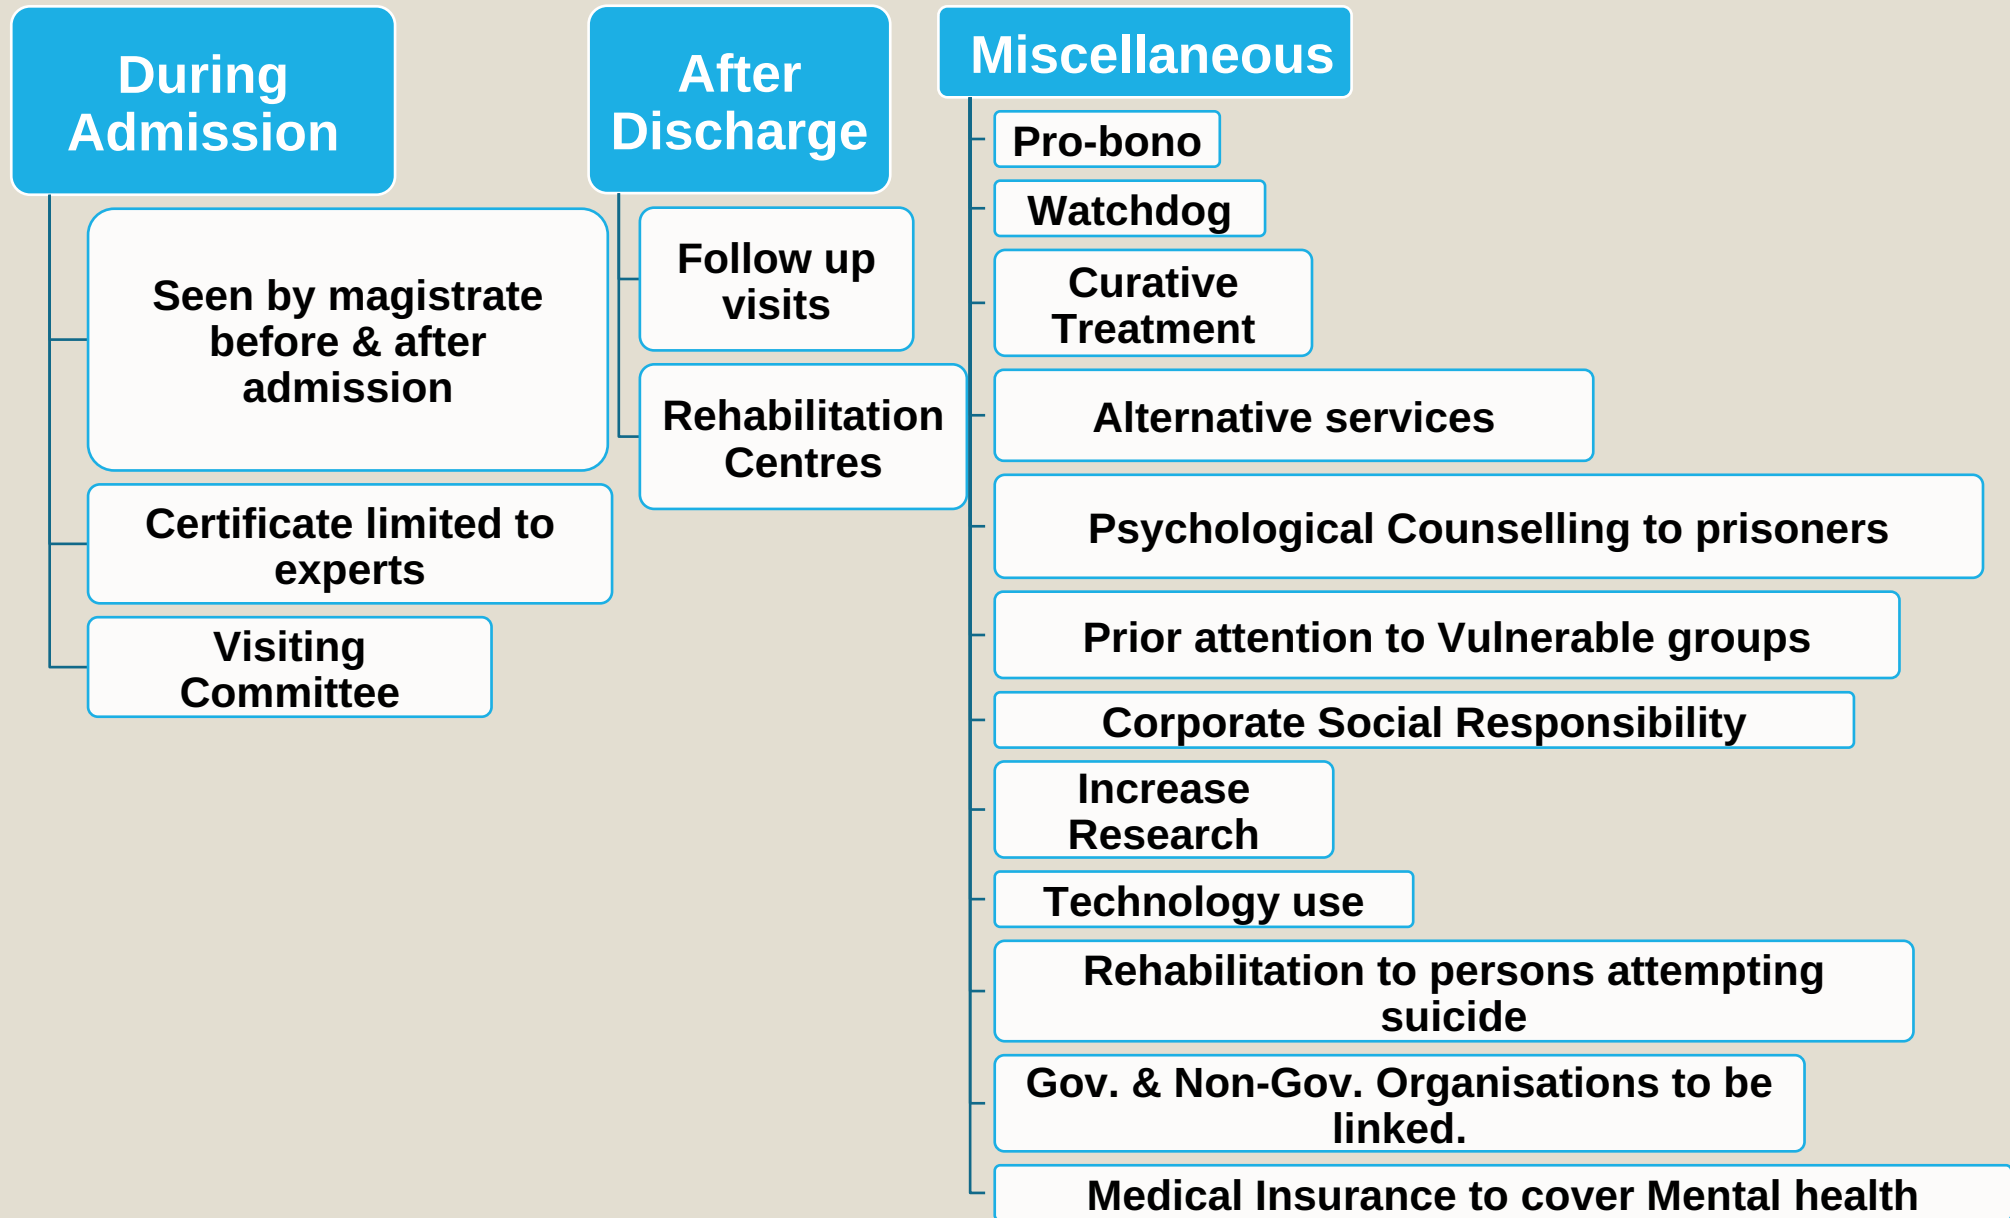 During
Admission
Seen by magistrate
before & after
admission
Certificate limited to
experts
Visiting
Committee
After
Discharge
Follow up
visits
Rehabilitation
Centres
Miscellaneous
Pro-bono
Watchdog
Curative
Treatment
Alternative services
Psychological Counselling to prisoners
Prior attention to Vulnerable groups
Corporate Social Responsibility
Increase
Research
Technology use
Rehabilitation to persons attempting
suicide
Gov. & Non-Gov. Organisations to be
linked.
Medical Insurance to cover Mental health